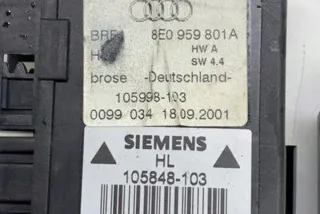 8E0 959 801A
HW A
SW 4.4
brose -Deutschland-
105998-103
0099 034 18.09.2001
SIEMENS
HL
105848-103